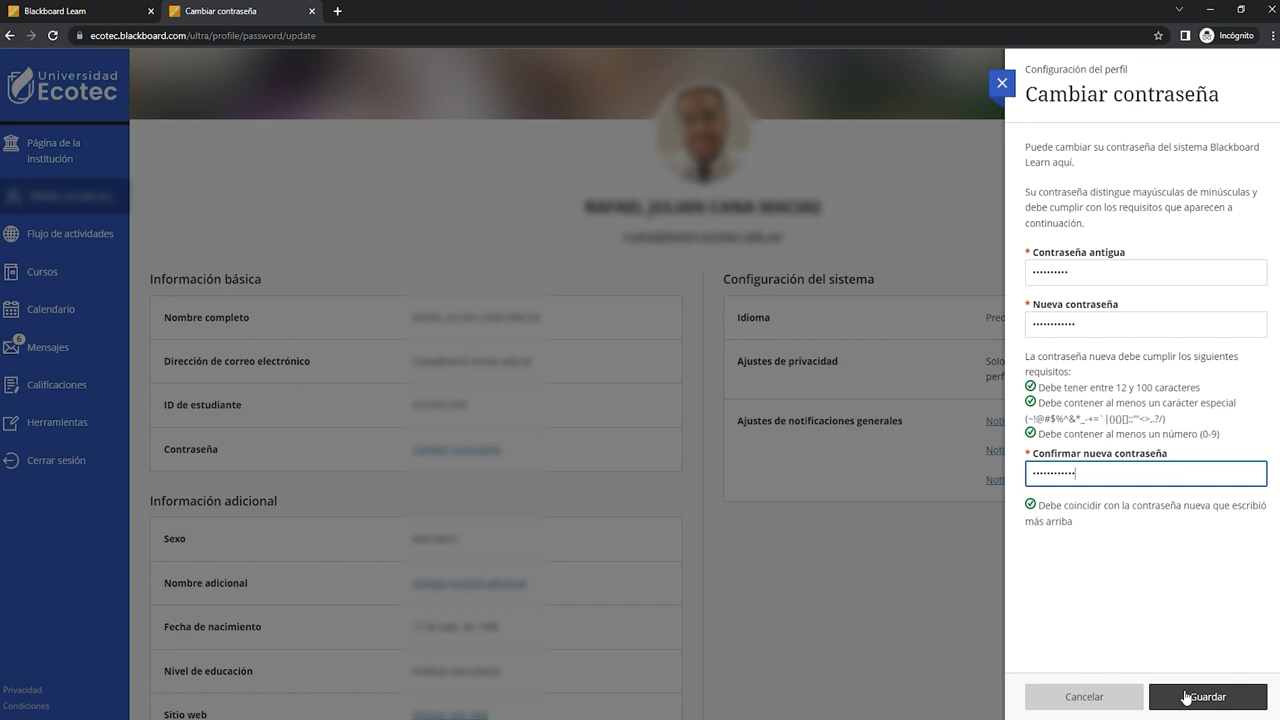 Blackboard Learn
Cambiar contraseña
ecotec.blackboard.com/ultra/profile/password/update
Incógnito
Universidad
Ecotec
Página de la
Institución
Flujo de actividades
Cursos
Calendario
6
Mensajes
Calificaciones
Herramientas
Cerrar sesión
Privacidad
Condiciones
Información básica
Nombre completo
Dirección de correo electrónico
ID de estudiante
Contraseña
Información adicional
Sexo
Nombre adicional
Fecha de nacimiento
Nivel de educación
Sitio web
Configuración del sistema
Idioma
Pred
Ajustes de privacidad
Solo
perf
Ajustes de notificaciones generales
Noti
Noti
Noti
Configuración del perfil
Cambiar contraseña
Puede cambiar su contraseña del sistema Blackboard
Learn aquí.
Su contraseña distingue mayúsculas de minúsculas y
debe cumplir con los requisitos que aparecen a
continuación.
* Contraseña antigua
* Nueva contraseña
La contraseña nueva debe cumplir los siguientes
requisitos:
Debe tener entre 12 y 100 caracteres
Debe contener al menos un carácter especial
(~!@#$%^&*_-+=`|(){}[]:;"'<>,.?/)
Debe contener al menos un número (0-9)
* Confirmar nueva contraseña
Debe coincidir con la contraseña nueva que escribió
más arriba
Cancelar
Guardar